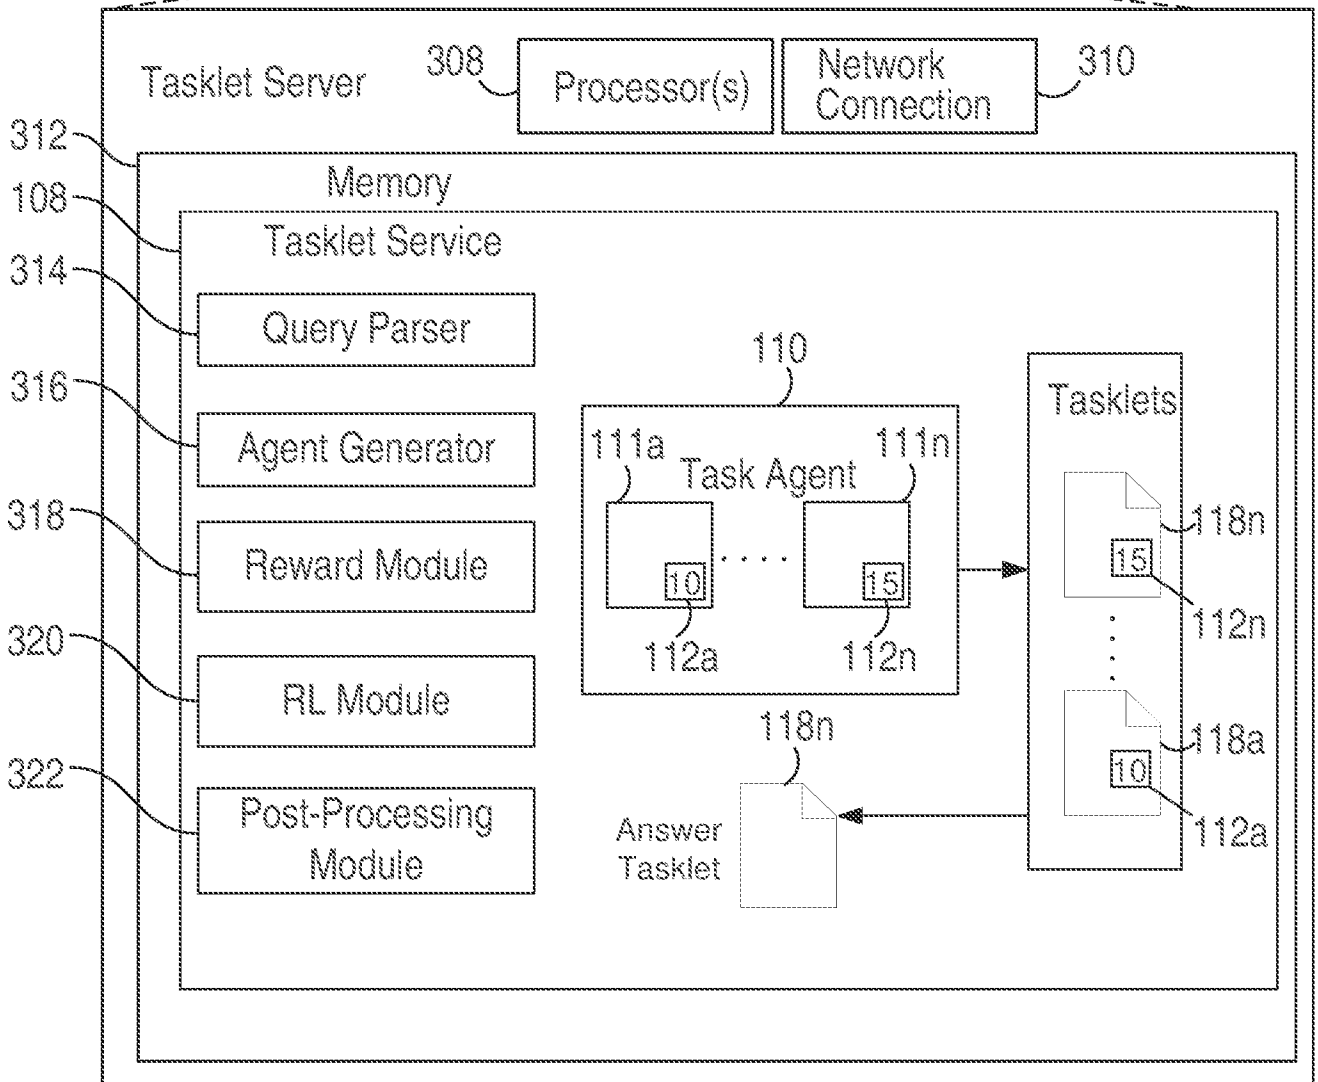 Tasklet Server
308
Processor(s)
Network
Connection
310
312
Memory
108
Tasklet Service
314
Query Parser
316
Agent Generator
318
Reward Module
320
RL Module
322
Post-Processing
Module
110
111a
Task Agent
111n
10
15
112a
112n
Tasklets
118n
15
112n
118a
10
112a
118n
Answer
Tasklet